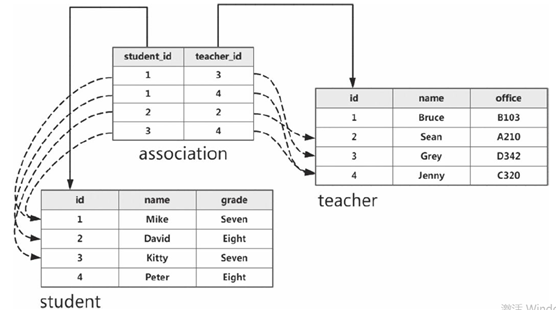 student_id teacher_id
1 3
1 4
2 2
3 4
association
id name office
1 Bruce B103
2 Sean A210
3 Grey D342
4 Jenny C320
teacher
id name grade
1 Mike Seven
2 David Eight
3 Kitty Seven
4 Peter Eight
student
激活 Windo